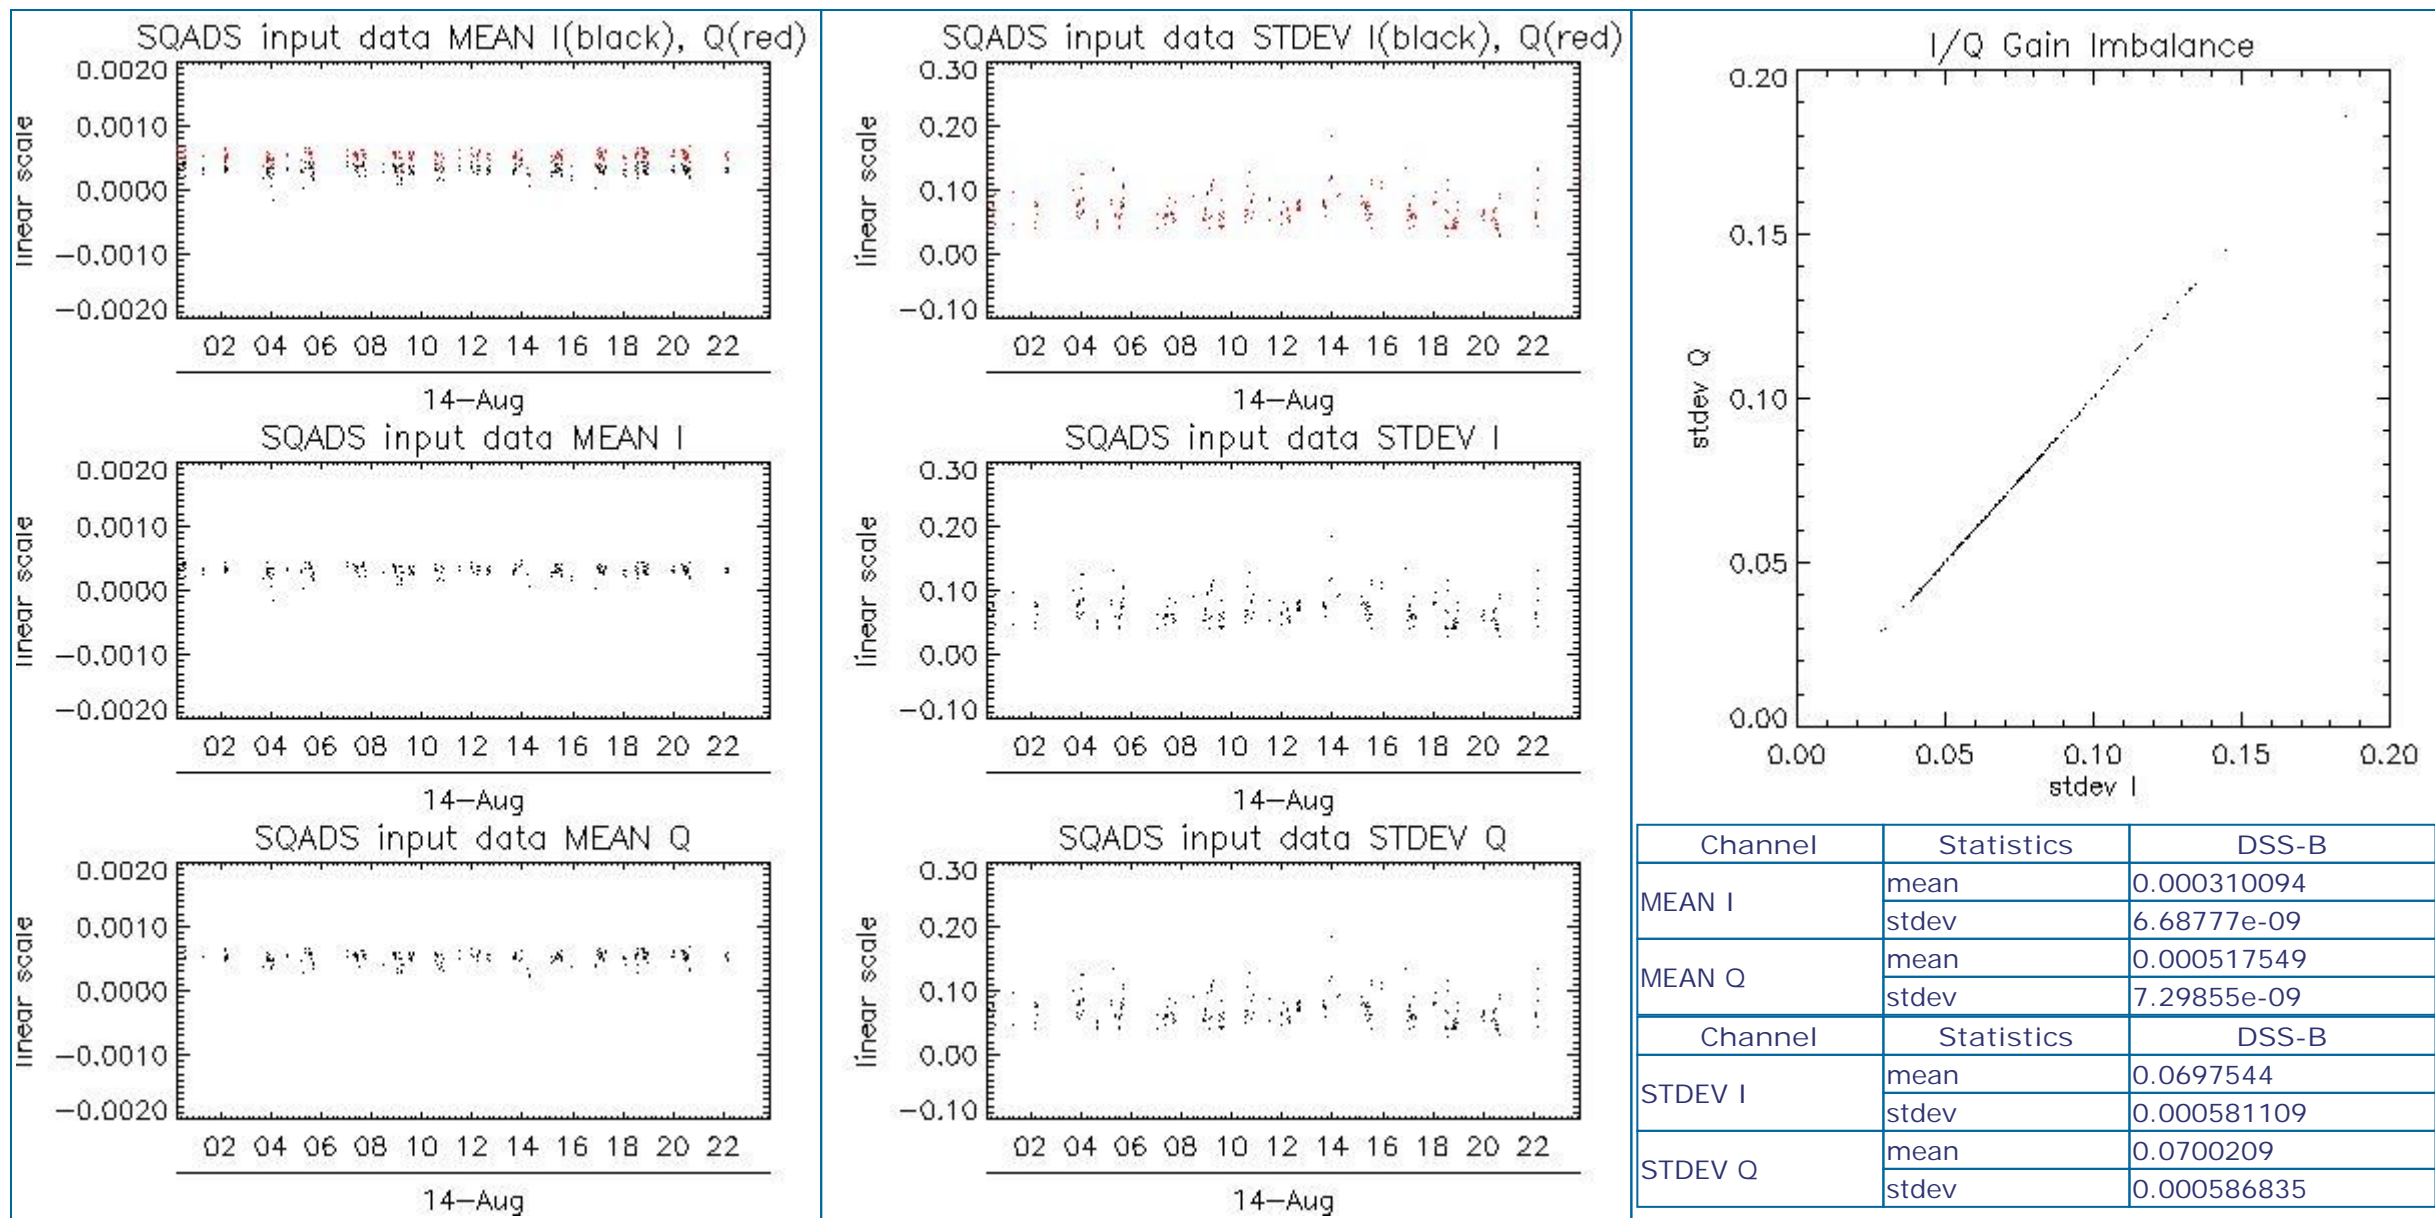 SQADS input data MEAN I(black), Q(red)
0.0020
0.0010
0.0000
−0.0010
−0.0020
linear scale
02 04 06 08 10 12 14 16 18 20 22
14−Aug
SQADS input data MEAN I
0.0020
0.0010
0.0000
−0.0010
−0.0020
linear scale
02 04 06 08 10 12 14 16 18 20 22
14−Aug
SQADS input data MEAN Q
0.0020
0.0010
0.0000
−0.0010
−0.0020
linear scale
02 04 06 08 10 12 14 16 18 20 22
14−Aug
SQADS input data STDEV I(black), Q(red)
0.30
0.20
0.10
0.00
−0.10
linear scale
02 04 06 08 10 12 14 16 18 20 22
14−Aug
SQADS input data STDEV I
0.30
0.20
0.10
0.00
−0.10
linear scale
02 04 06 08 10 12 14 16 18 20 22
14−Aug
SQADS input data STDEV Q
0.30
0.20
0.10
0.00
−0.10
linear scale
02 04 06 08 10 12 14 16 18 20 22
14−Aug
I/Q Gain Imbalance
0.20
0.15
0.10
0.05
0.00
stdev Q
0.00 0.05 0.10 0.15 0.20
stdev I
Channel Statistics DSS-B
MEAN I mean 0.000310094
stdev 6.68777e-09
MEAN Q mean 0.000517549
stdev 7.29855e-09
Channel Statistics DSS-B
STDEV I mean 0.0697544
stdev 0.000581109
STDEV Q mean 0.0700209
stdev 0.000586835